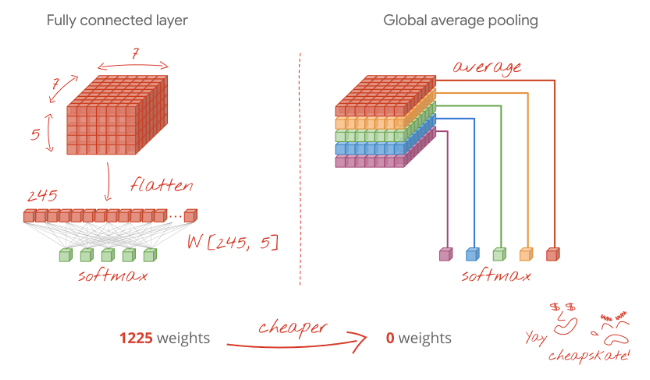 Fully connected layer
7
7
5
flatten
245
W [245, 5]
softmax
Global average pooling
average
softmax
1225 weights
cheaper
0 weights
$ $
Yay
cheapskate!